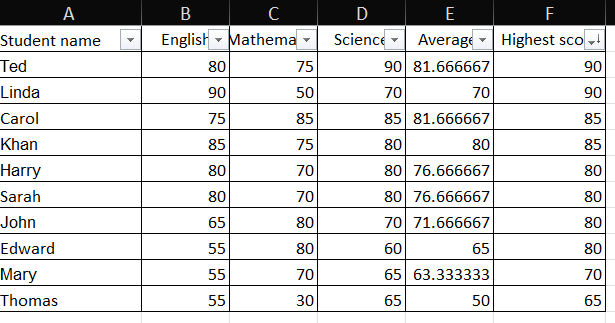 A B C D E F
Student name English Mathema Science Average Highest sco
Ted 80 75 90 81.666667 90
Linda 90 50 70 70 90
Carol 75 85 85 81.666667 85
Khan 85 75 80 80 85
Harry 80 70 80 76.666667 80
Sarah 80 70 80 76.666667 80
John 65 80 70 71.666667 80
Edward 55 80 60 65 80
Mary 55 70 65 63.333333 70
Thomas 55 30 65 50 65